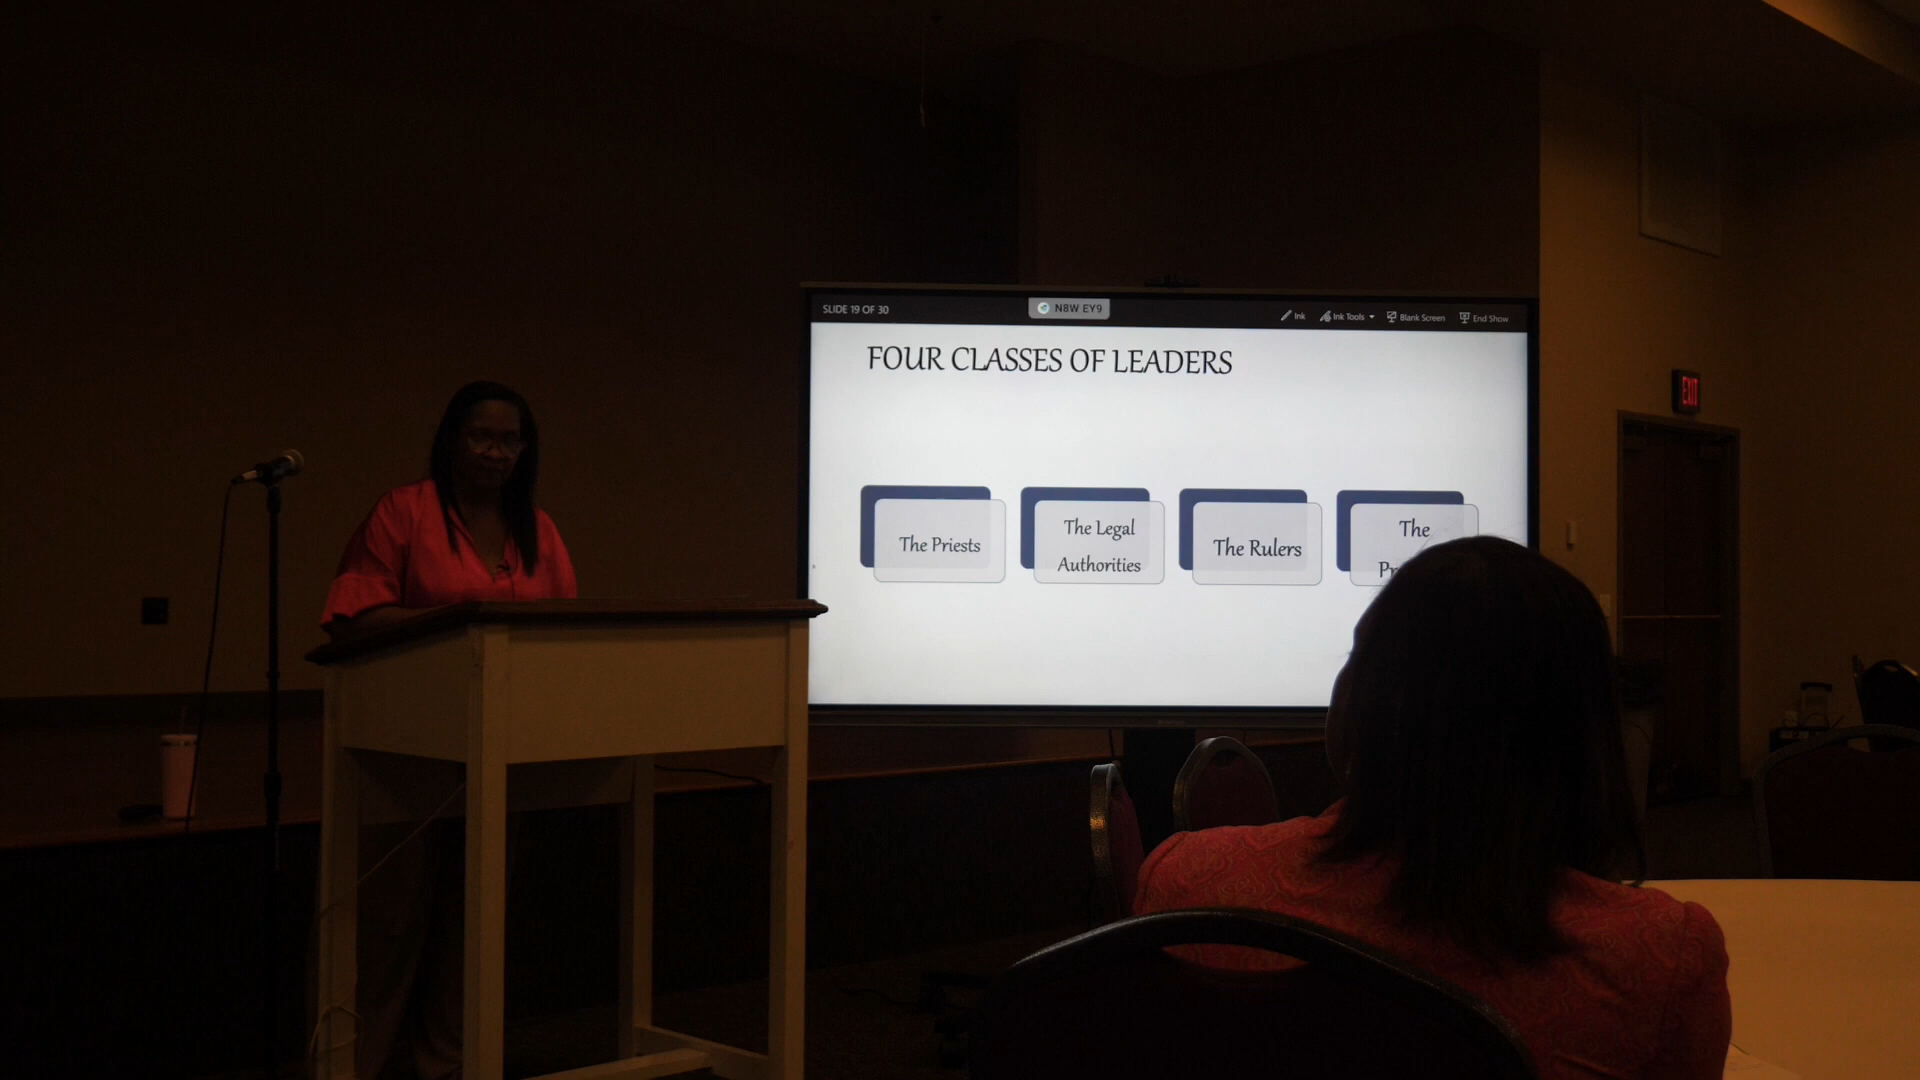 SLIDE 19 OF 30
N8W EY9
Ink
Ink Tools
Blank Screen
End Show
FOUR CLASSES OF LEADERS
The Priests
The Legal
Authorities
The Rulers
The
EXIT